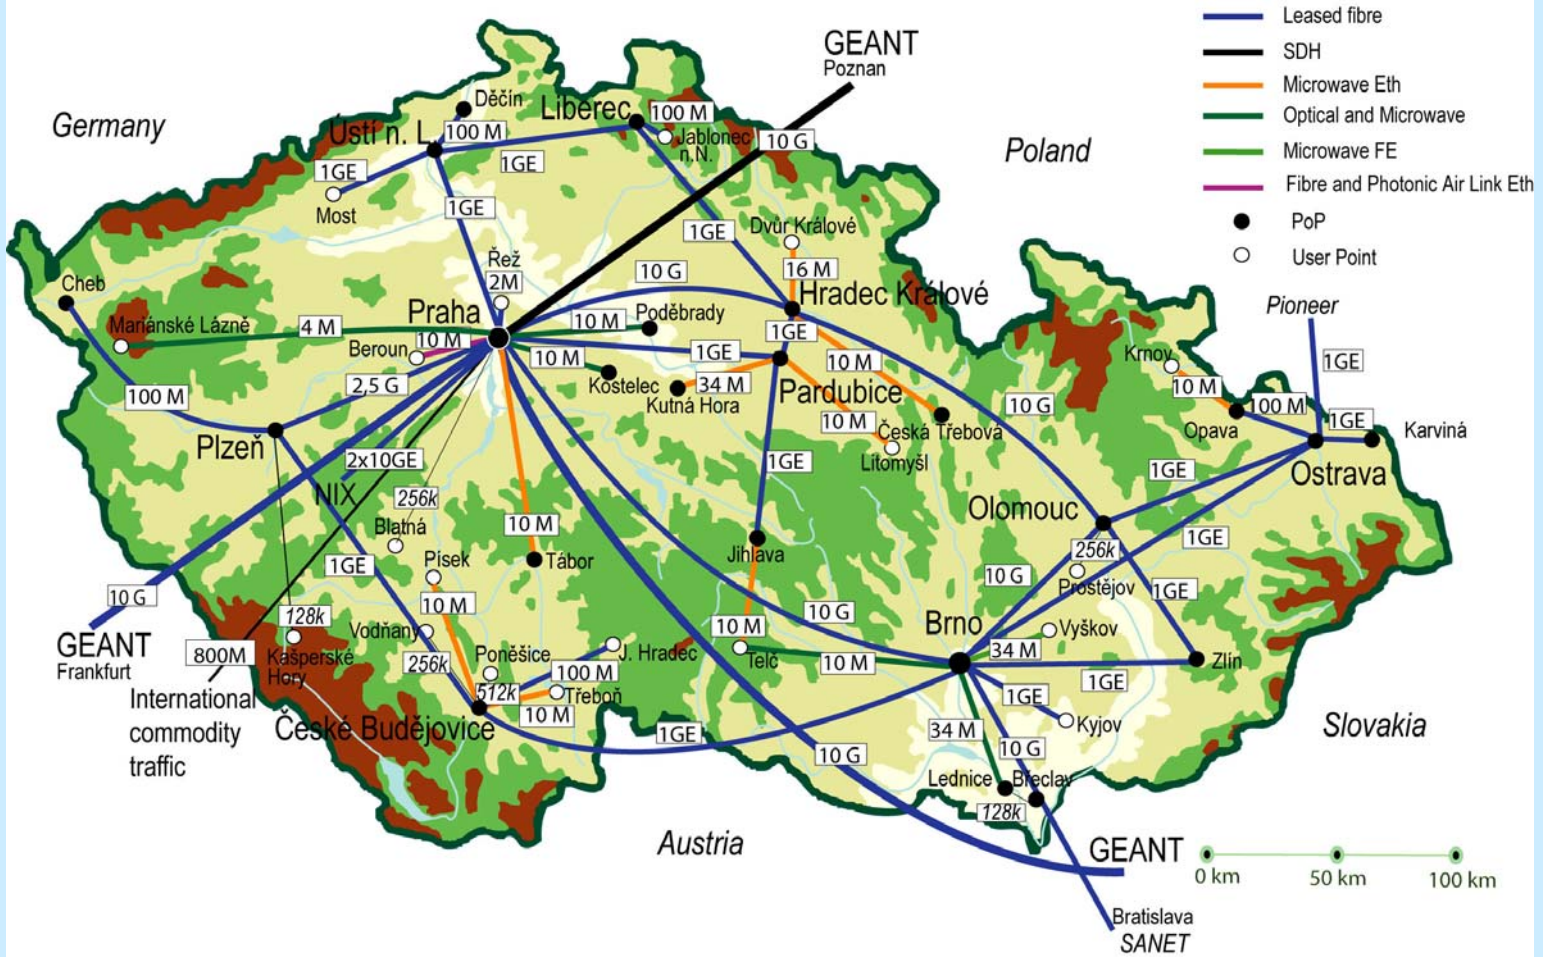 GEANT
Poznan
Leased fibre
SDH
Microwave Eth
Optical and Microwave
Microwave FE
Fibre and Photonic Air Link Eth
PoP
User Point
Germany
Děčín
Liberec
100 M
Ústí n. L
100 M
Jablonec
n.N.
10 G
Poland
1GE
1GE
Most
1GE
1GE
Dvůr Králové
Řež
2M
10 G
16 M
Cheb
Praha
Hradec Králové
Pioneer
Mariánské Lázně
4 M
10 M
Poděbrady
10 M
1GE
Beroun
10 M
1GE
10 M
Krnov
1GE
2,5 G
Kostelec
34 M
Kutná Hora
Pardubice
10 M
100 M
10 G
10 M
Česká Třebová
100 M
1GE
Karviná
Opava
Plzeň
Litomyšl
2x10GE
1GE
1GE
Ostrava
NIX
256k
Olomouc
Blatná
10 M
Jihlava
256k
1GE
Písek
1GE
Tábor
10 G
Prostějov
1GE
10 G
10 M
10 G
GEANT
Frankfurt
128k
Vodňany
10 M
Brno
Vyškov
800M
Kašperské
Hory
256k
Poněšice
J. Hradec
Telč
10 M
34 M
Zlín
International
commodity
traffic
512k
100 M
Třeboň
10 M
1GE
1GE
České Budějovice
1GE
34 M
Kyjov
Slovakia
10 G
10 G
Lednice
Břeclav
128k
Austria
GEANT
0 km
50 km
100 km
Bratislava
SANET